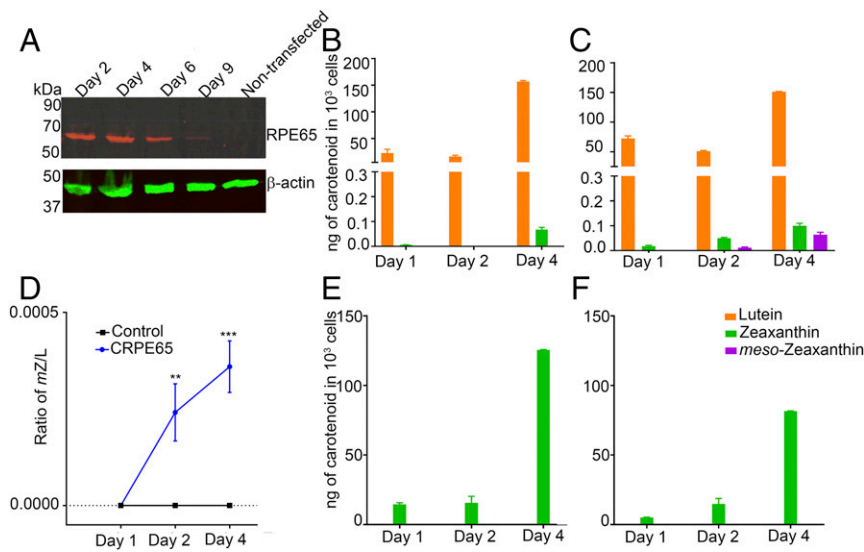 A
Day 2
Day 4
Day 6
Day 9
Non-transfected
kDa
90
70
50
RPE65
50
37
β-actin
B
ng of carotenoid in 10³ cells
200
150
100
50
0.3
0.2
0.1
0.0
Day 1
Day 2
Day 4
C
200
150
100
50
0.3
0.2
0.1
0.0
Day 1
Day 2
Day 4
D
Ratio of mZ/L
0.0005
0.0000
Control
CRPE65
**
***
Day 1
Day 2
Day 4
E
ng of carotenoid in 10³ cells
150
100
50
0
Day 1
Day 2
Day 4
F
150
100
50
0
Lutein
Zeaxanthin
meso-Zeaxanthin
Day 1
Day 2
Day 4